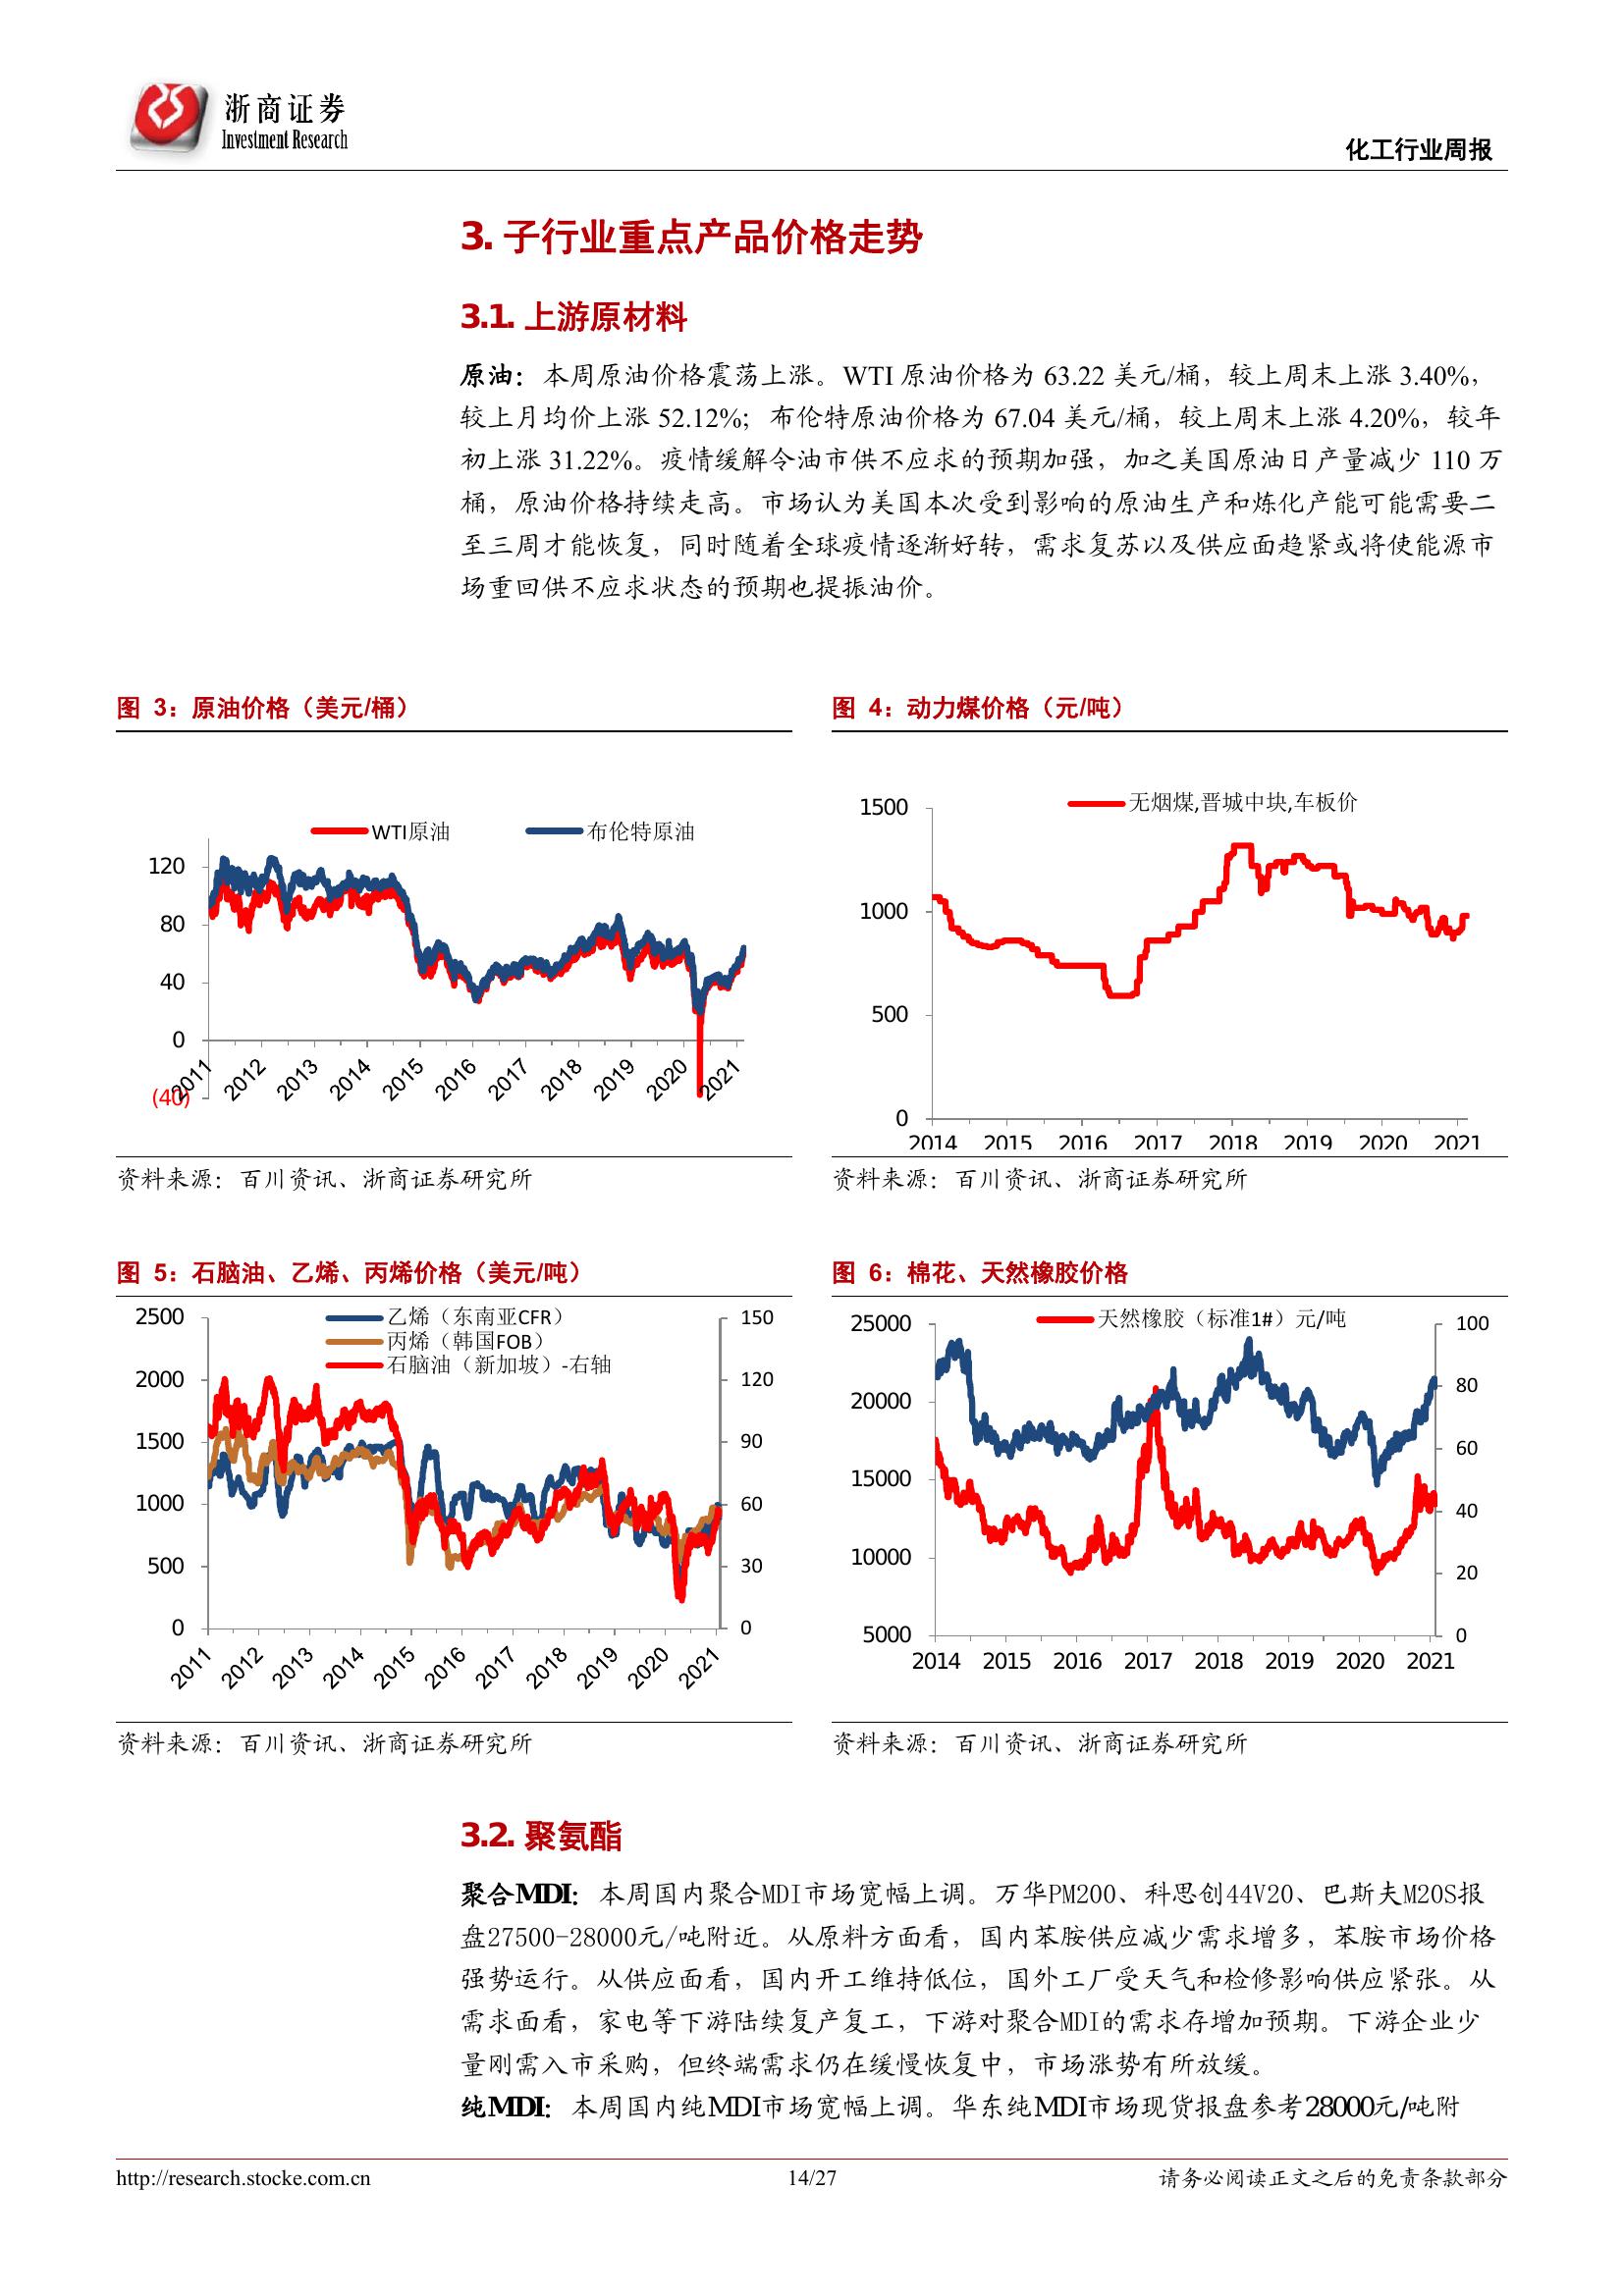 浙商证券
Investment Research
化工行业周报
3. 子行业重点产品价格走势
3.1. 上游原材料
原油：本周原油价格震荡上涨。WTI 原油价格为 63.22 美元/桶，较上周末上涨 3.40%，
较上月均价上涨 52.12%；布伦特原油价格为 67.04 美元/桶，较上周末上涨 4.20%，较年
初上涨 31.22%。疫情缓解令油市供不应求的预期加强，加之美国原油日产量减少 110 万
桶，原油价格持续走高。市场认为美国本次受到影响的原油生产和炼化产能可能需要二
至三周才能恢复，同时随着全球疫情逐渐好转，需求复苏以及供应面趋紧或将使能源市
场重回供不应求状态的预期也提振油价。
图 3：原油价格（美元/桶）
WTI原油 布伦特原油
120
80
40
0
(40)
2011 2012 2013 2014 2015 2016 2017 2018 2019 2020 2021
资料来源：百川资讯、浙商证券研究所
图 4：动力煤价格（元/吨）
无烟煤,晋城中块,车板价
1500
1000
500
0
2014 2015 2016 2017 2018 2019 2020 2021
资料来源：百川资讯、浙商证券研究所
图 5：石脑油、乙烯、丙烯价格（美元/吨）
乙烯（东南亚CFR）
丙烯（韩国FOB）
石脑油（新加坡）-右轴
2500 150
2000 120
1500 90
1000 60
500 30
0 0
2011 2012 2013 2014 2015 2016 2017 2018 2019 2020 2021
资料来源：百川资讯、浙商证券研究所
图 6：棉花、天然橡胶价格
天然橡胶（标准1#）元/吨
25000 100
20000 80
15000 60
10000 40
5000 20
0
2014 2015 2016 2017 2018 2019 2020 2021
资料来源：百川资讯、浙商证券研究所
3.2. 聚氨酯
聚合MDI：本周国内聚合MDI市场宽幅上调。万华PM200、科思创44V20、巴斯夫M20S报
盘27500-28000元/吨附近。从原料方面看，国内苯胺供应减少需求增多，苯胺市场价格
强势运行。从供应面看，国内开工维持低位，国外工厂受天气和检修影响供应紧张。从
需求面看，家电等下游陆续复产复工，下游对聚合MDI的需求存增加预期。下游企业少
量刚需入市采购，但终端需求仍在缓慢恢复中，市场涨势有所放缓。
纯MDI：本周国内纯MDI市场宽幅上调。华东纯MDI市场现货报盘参考28000元/吨附
http://research.stocke.com.cn 14/27 请务必阅读正文之后的免责条款部分